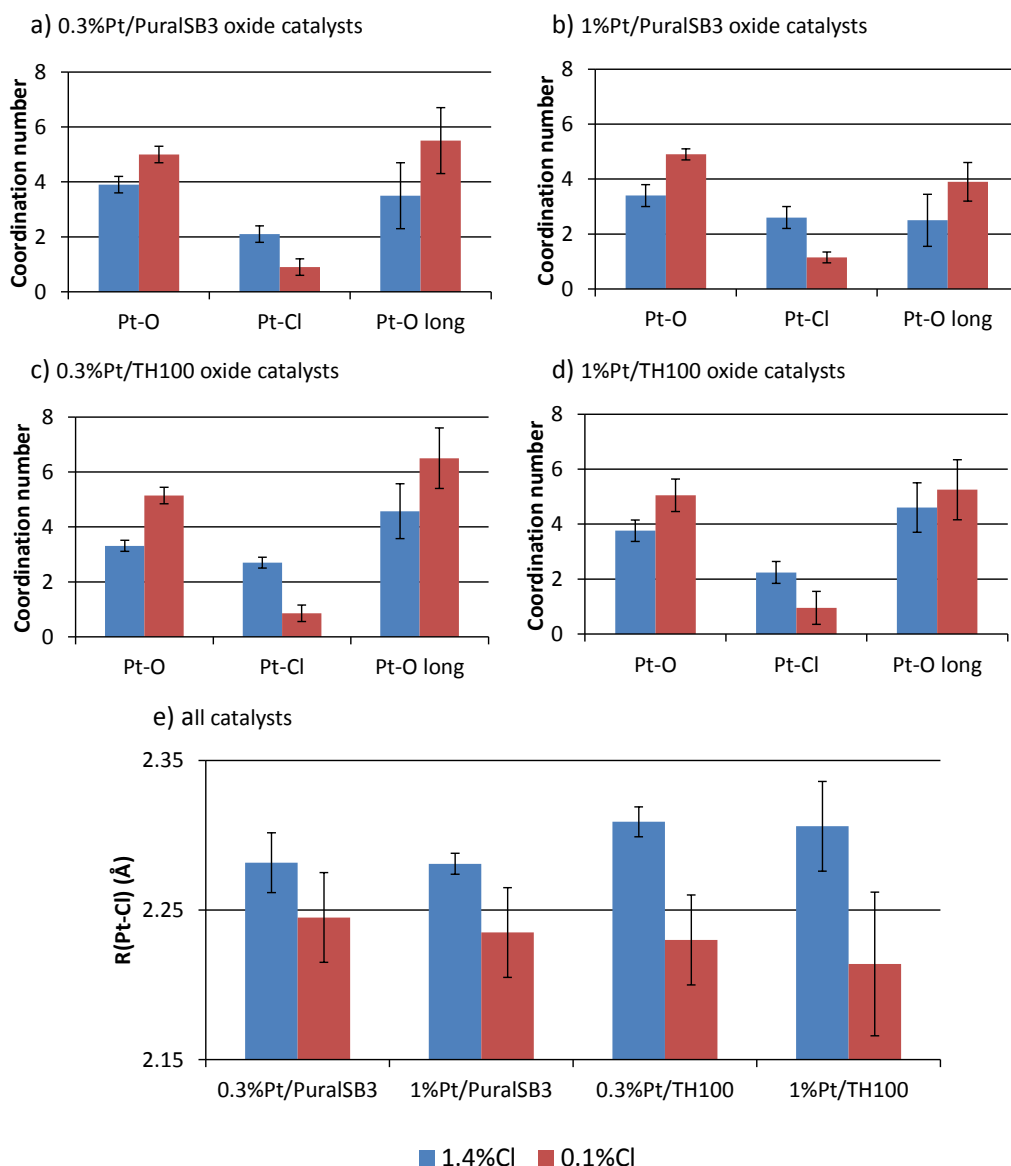 a) 0.3%Pt/PuralSB3 oxide catalysts
Coordination number
8
6
4
2
0
Pt-O Pt-Cl Pt-O long
b) 1%Pt/PuralSB3 oxide catalysts
Coordination number
8
6
4
2
0
Pt-O Pt-Cl Pt-O long
c) 0.3%Pt/TH100 oxide catalysts
Coordination number
8
6
4
2
0
Pt-O Pt-Cl Pt-O long
d) 1%Pt/TH100 oxide catalysts
Coordination number
8
6
4
2
0
Pt-O Pt-Cl Pt-O long
e) all catalysts
R(Pt-Cl) (Å)
2.35
2.25
2.15
0.3%Pt/PuralSB3 1%Pt/PuralSB3 0.3%Pt/TH100 1%Pt/TH100
1.4%Cl 0.1%Cl